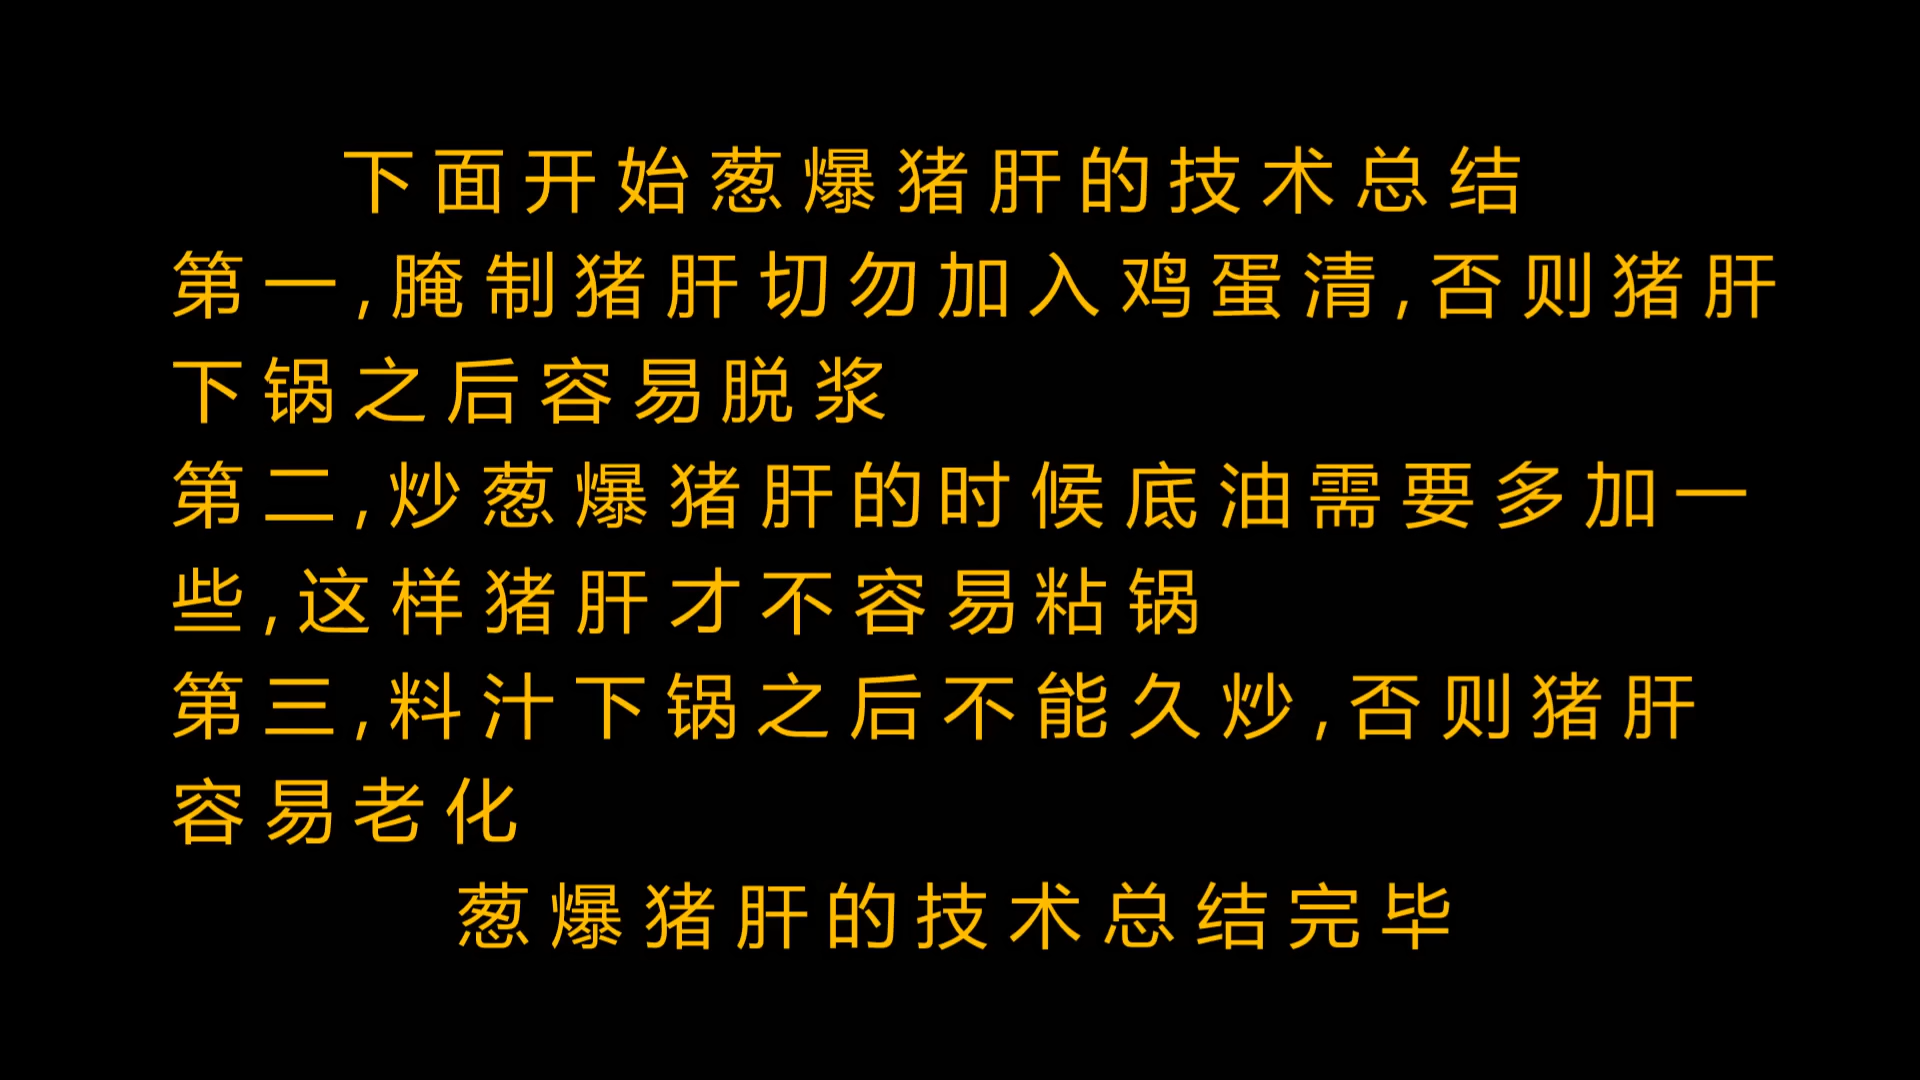 下面开始葱爆猪肝的技术总结
第一,腌制猪肝切勿加入鸡蛋清,否则猪肝
下锅之后容易脱浆
第二,炒葱爆猪肝的时候底油需要多加一
些,这样猪肝才不容易粘锅
第三,料汁下锅之后不能久炒,否则猪肝
容易老化
葱爆猪肝的技术总结完毕